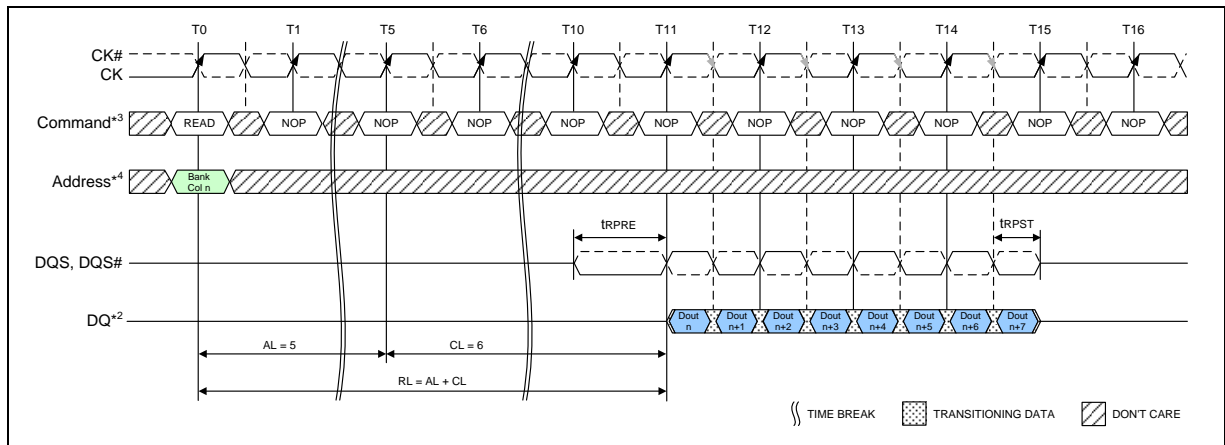 T0 T1 T5 T6 T10 T11 T12 T13 T14 T15 T16
CK#
CK
Command*3 READ NOP NOP NOP NOP NOP NOP NOP NOP NOP NOP
Address*4 Bank Col n
tRPRE tRPST
DQS, DQS#
DQ*2 Dout n Dout n+1 Dout n+2 Dout n+3 Dout n+4 Dout n+5 Dout n+6 Dout n+7
AL = 5 CL = 6
RL = AL + CL
TIME BREAK TRANSITIONING DATA DON'T CARE